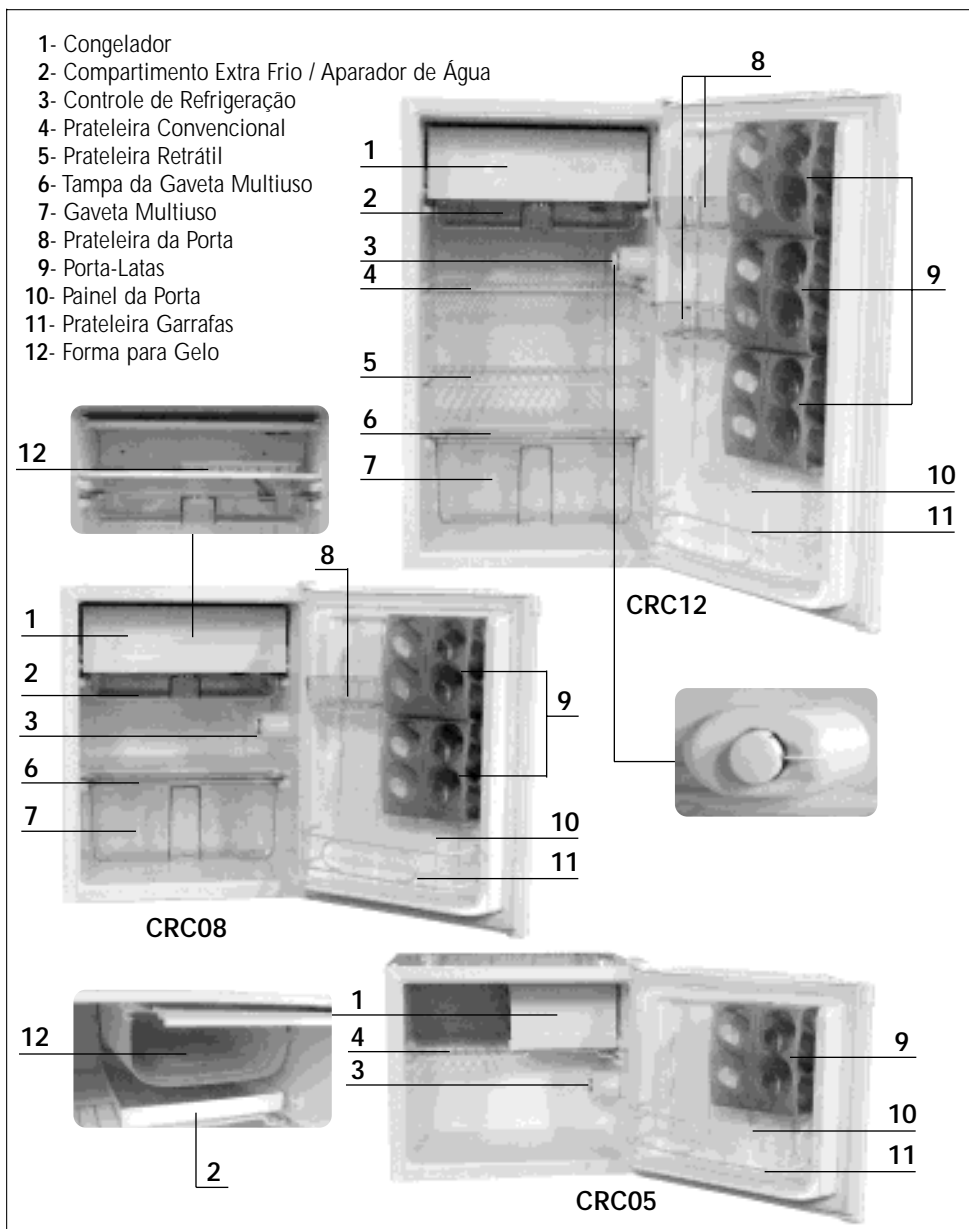 1- Congelador
2- Compartimento Extra Frio / Aparador de Água
3- Controle de Refrigeração
4- Prateleira Convencional
5- Prateleira Retrátil
6- Tampa da Gaveta Multiuso
7- Gaveta Multiuso
8- Prateleira da Porta
9- Porta-Latas
10- Painel da Porta
11- Prateleira Garrafas
12- Forma para Gelo
8
1
2
3
4
9
5
6
7
10
11
CRC12
12
8
1
2
3
9
6
7
10
11
CRC08
12
2
1
4
3
9
10
11
CRC05